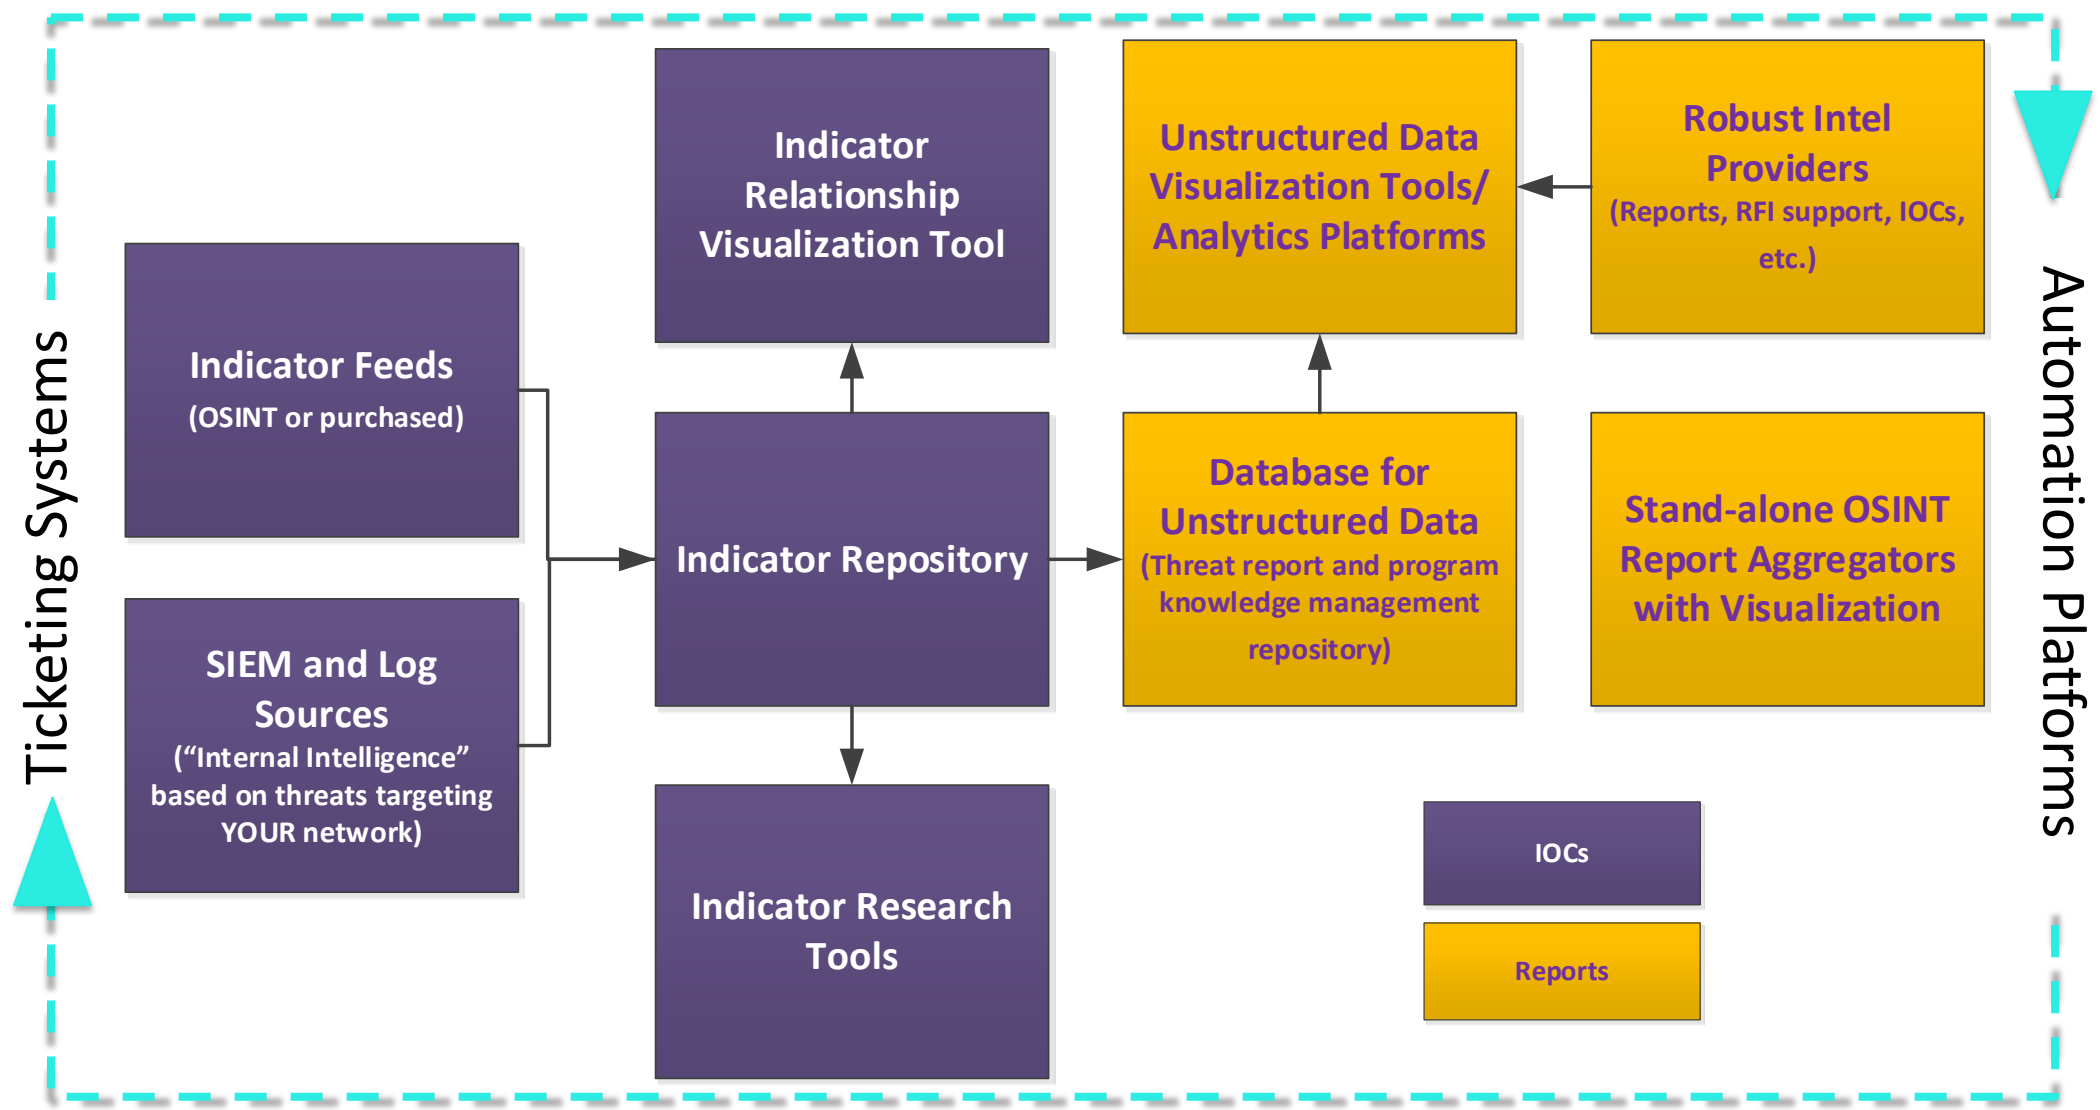 Ticketing Systems
Indicator Feeds
(OSINT or purchased)
SIEM and Log
Sources
(“Internal Intelligence”
based on threats targeting
YOUR network)
Indicator
Relationship
Visualization Tool
Indicator Repository
Indicator Research
Tools
Unstructured Data
Visualization Tools/
Analytics Platforms
Database for
Unstructured Data
(Threat report and program
knowledge management
repository)
Robust Intel
Providers
(Reports, RFI support, IOCs,
etc.)
Stand-alone OSINT
Report Aggregators
with Visualization
IOCs
Reports
Automation Platforms